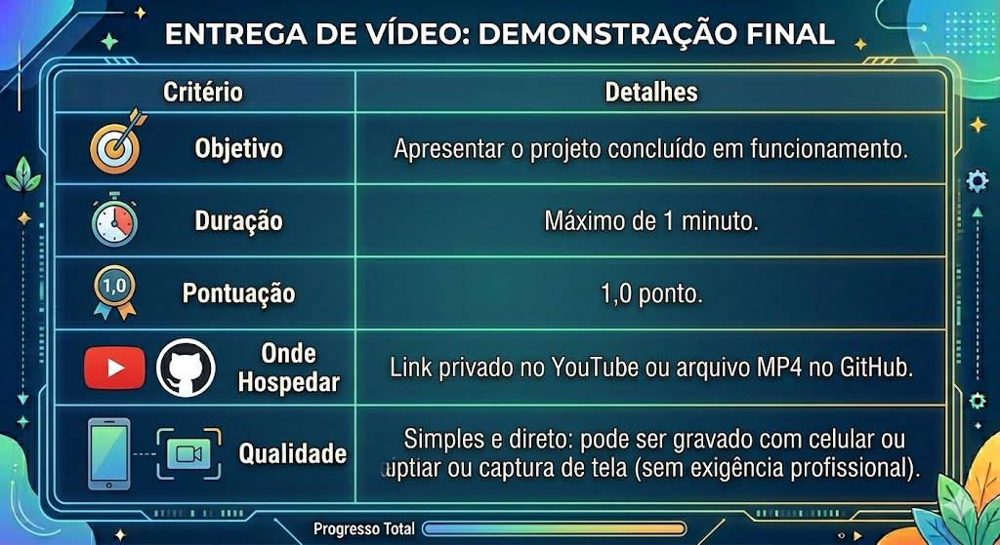 ENTREGA DE VÍDEO: DEMONSTRAÇÃO FINAL
Critério
Detalhes
Objetivo
Apresentar o projeto concluído em funcionamento.
Duração
Máximo de 1 minuto.
1,0
Pontuação
1,0 ponto.
Onde
Hospedar
Link privado no YouTube ou arquivo MP4 no GitHub.
Qualidade
Simples e direto: pode ser gravado com celular ou
ou captura de tela (sem exigência profissional).
Progresso Total